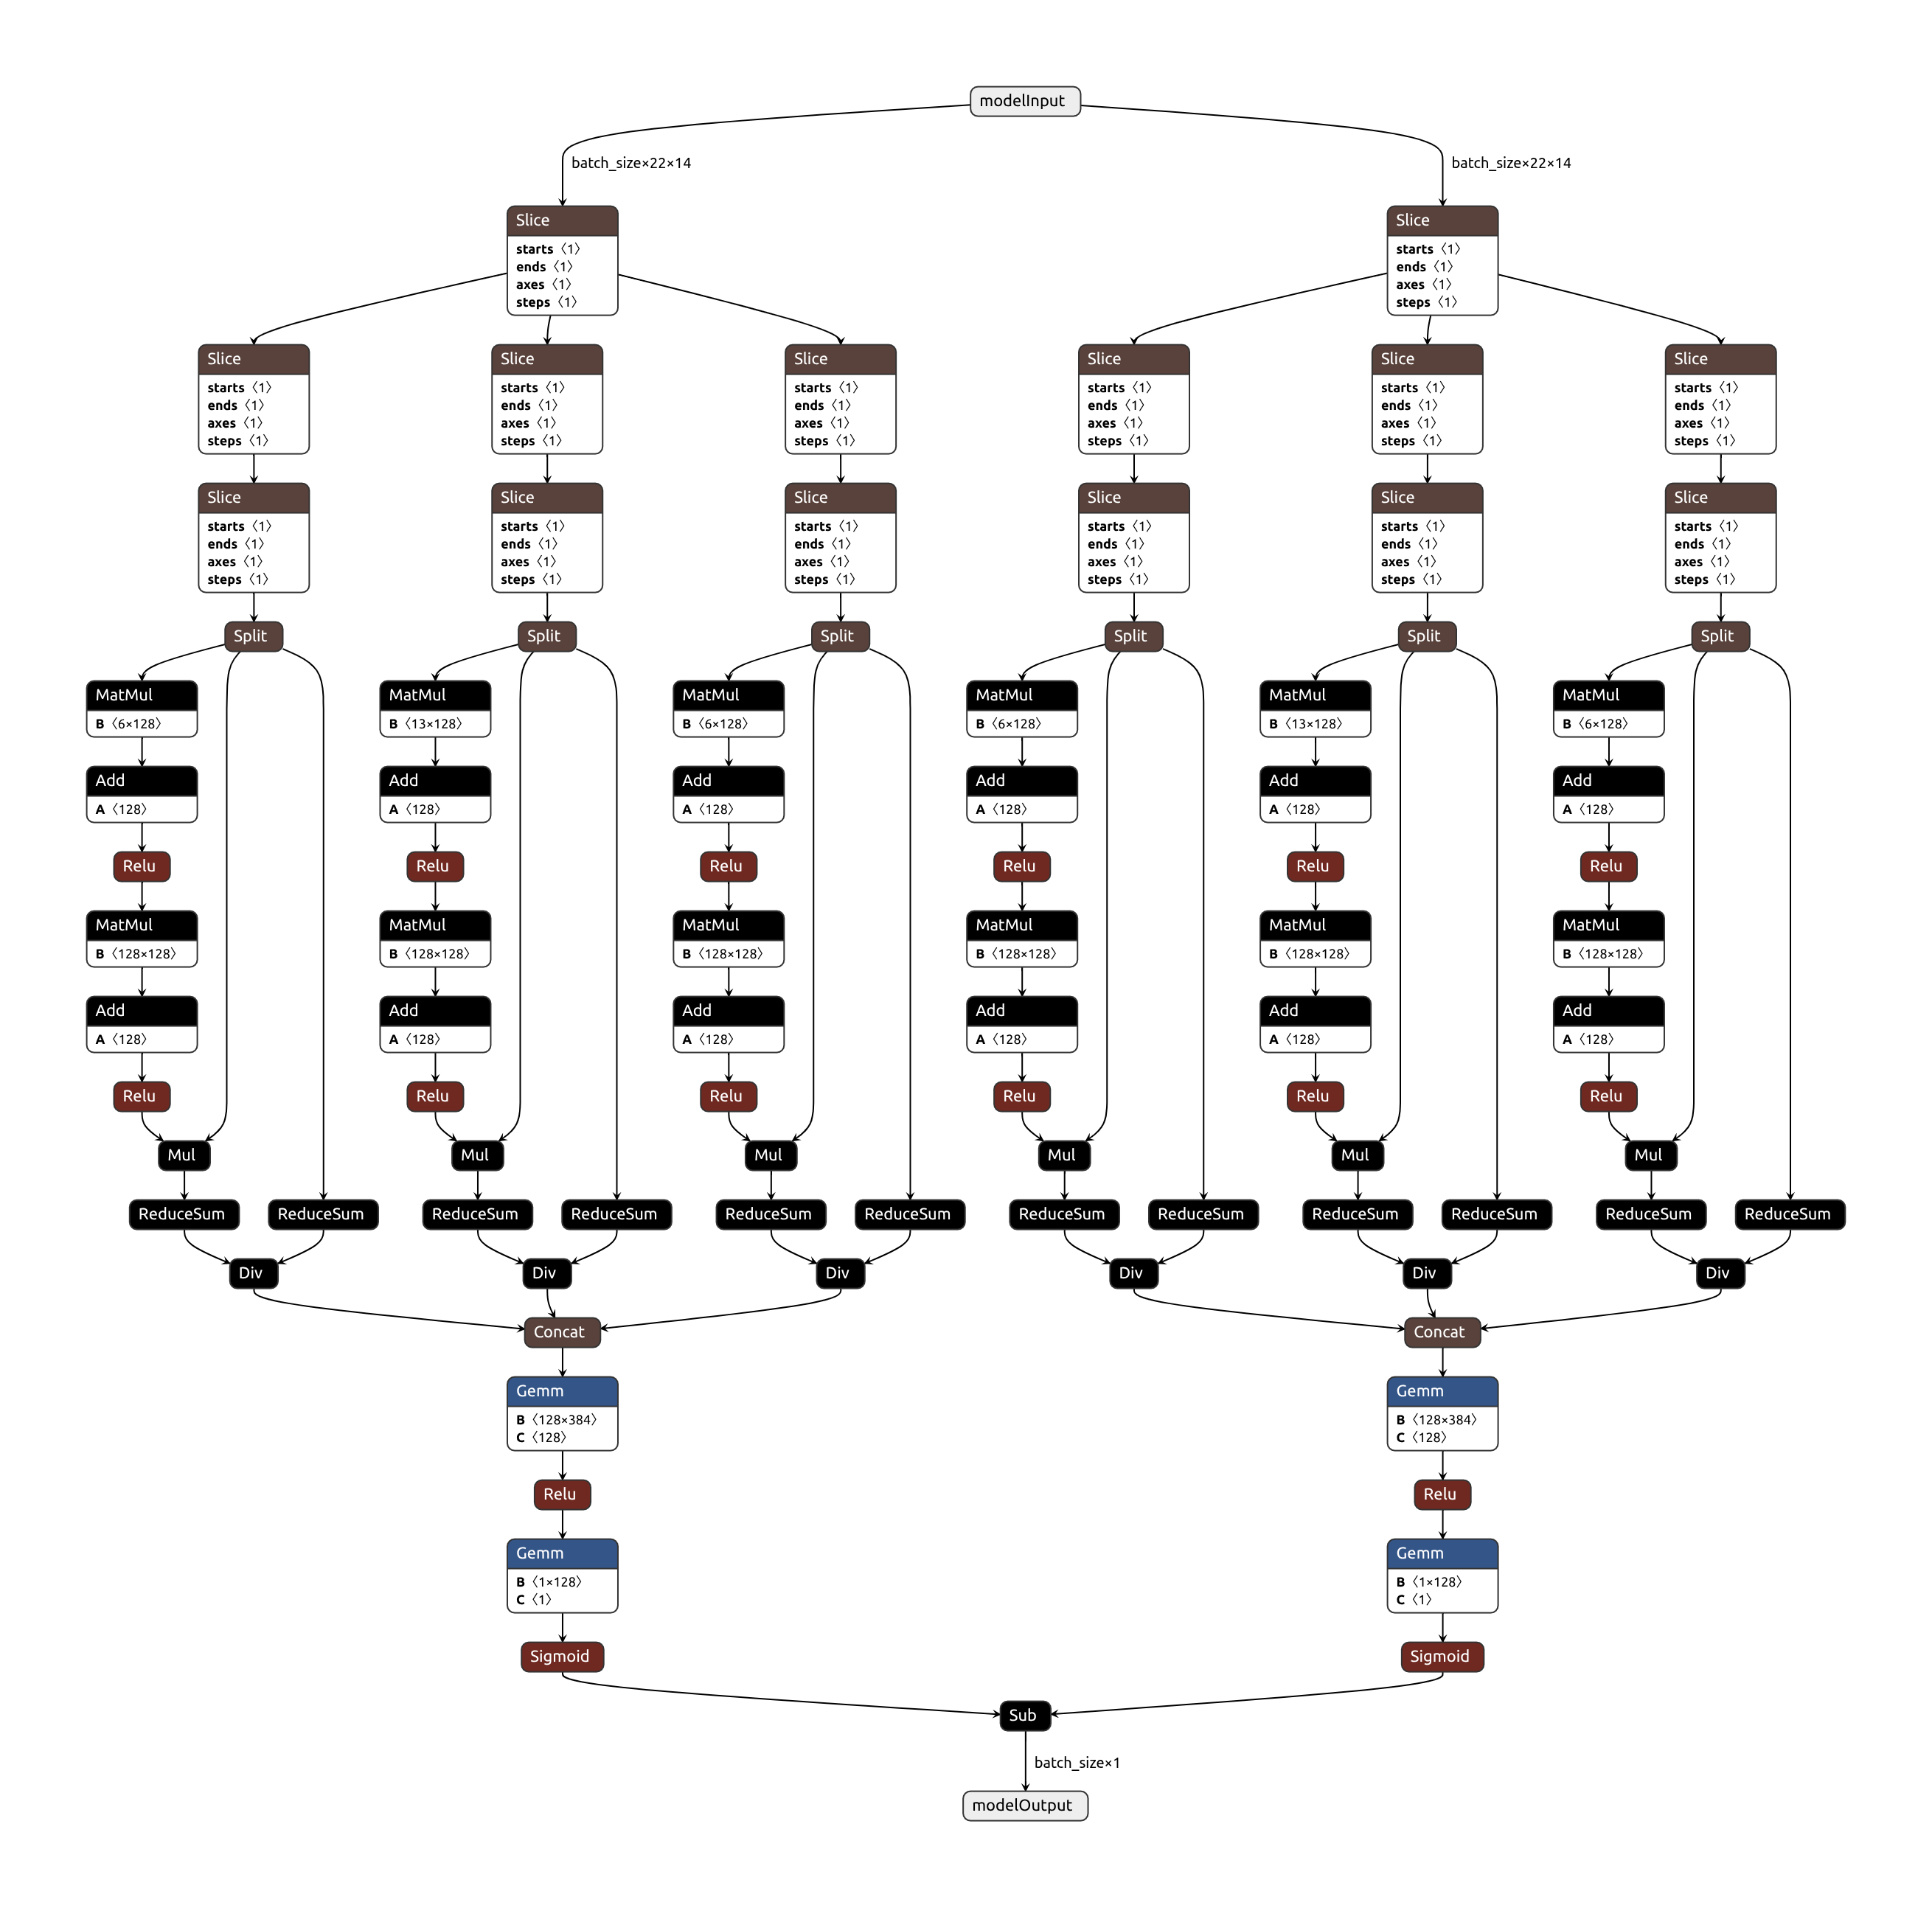 modelInput
batch_size×22×14 batch_size×22×14
Slice Slice
starts 〈1〉 starts 〈1〉
ends 〈1〉 ends 〈1〉
axes 〈1〉 axes 〈1〉
steps 〈1〉 steps 〈1〉
Slice Slice Slice Slice Slice Slice
starts 〈1〉 starts 〈1〉 starts 〈1〉 starts 〈1〉 starts 〈1〉 starts 〈1〉
ends 〈1〉 ends 〈1〉 ends 〈1〉 ends 〈1〉 ends 〈1〉 ends 〈1〉
axes 〈1〉 axes 〈1〉 axes 〈1〉 axes 〈1〉 axes 〈1〉 axes 〈1〉
steps 〈1〉 steps 〈1〉 steps 〈1〉 steps 〈1〉 steps 〈1〉 steps 〈1〉
Slice Slice Slice Slice Slice Slice
starts 〈1〉 starts 〈1〉 starts 〈1〉 starts 〈1〉 starts 〈1〉 starts 〈1〉
ends 〈1〉 ends 〈1〉 ends 〈1〉 ends 〈1〉 ends 〈1〉 ends 〈1〉
axes 〈1〉 axes 〈1〉 axes 〈1〉 axes 〈1〉 axes 〈1〉 axes 〈1〉
steps 〈1〉 steps 〈1〉 steps 〈1〉 steps 〈1〉 steps 〈1〉 steps 〈1〉
Split Split Split Split Split Split
MatMul MatMul MatMul MatMul MatMul MatMul
B 〈6×128〉 B 〈13×128〉 B 〈6×128〉 B 〈6×128〉 B 〈13×128〉 B 〈6×128〉
Add Add Add Add Add Add
A 〈128〉 A 〈128〉 A 〈128〉 A 〈128〉 A 〈128〉 A 〈128〉
Relu Relu Relu Relu Relu Relu
MatMul MatMul MatMul MatMul MatMul MatMul
B 〈128×128〉 B 〈128×128〉 B 〈128×128〉 B 〈128×128〉 B 〈128×128〉 B 〈128×128〉
Add Add Add Add Add Add
A 〈128〉 A 〈128〉 A 〈128〉 A 〈128〉 A 〈128〉 A 〈128〉
Relu Relu Relu Relu Relu Relu
Mul Mul Mul Mul Mul Mul
ReduceSum ReduceSum ReduceSum ReduceSum ReduceSum ReduceSum ReduceSum ReduceSum ReduceSum ReduceSum ReduceSum ReduceSum
Div Div Div Div Div Div
Concat Concat
Gemm Gemm
B 〈128×384〉 B 〈128×384〉
C 〈128〉 C 〈128〉
Relu Relu
Gemm Gemm
B 〈1×128〉 B 〈1×128〉
C 〈1〉 C 〈1〉
Sigmoid Sigmoid
Sub
batch_size×1
modelOutput